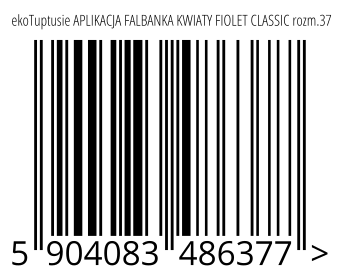 ekoTuptusie APLIKACJA FALBANKA KWIATY FIOLET CLASSIC rozm.37
5 904083 486377 >